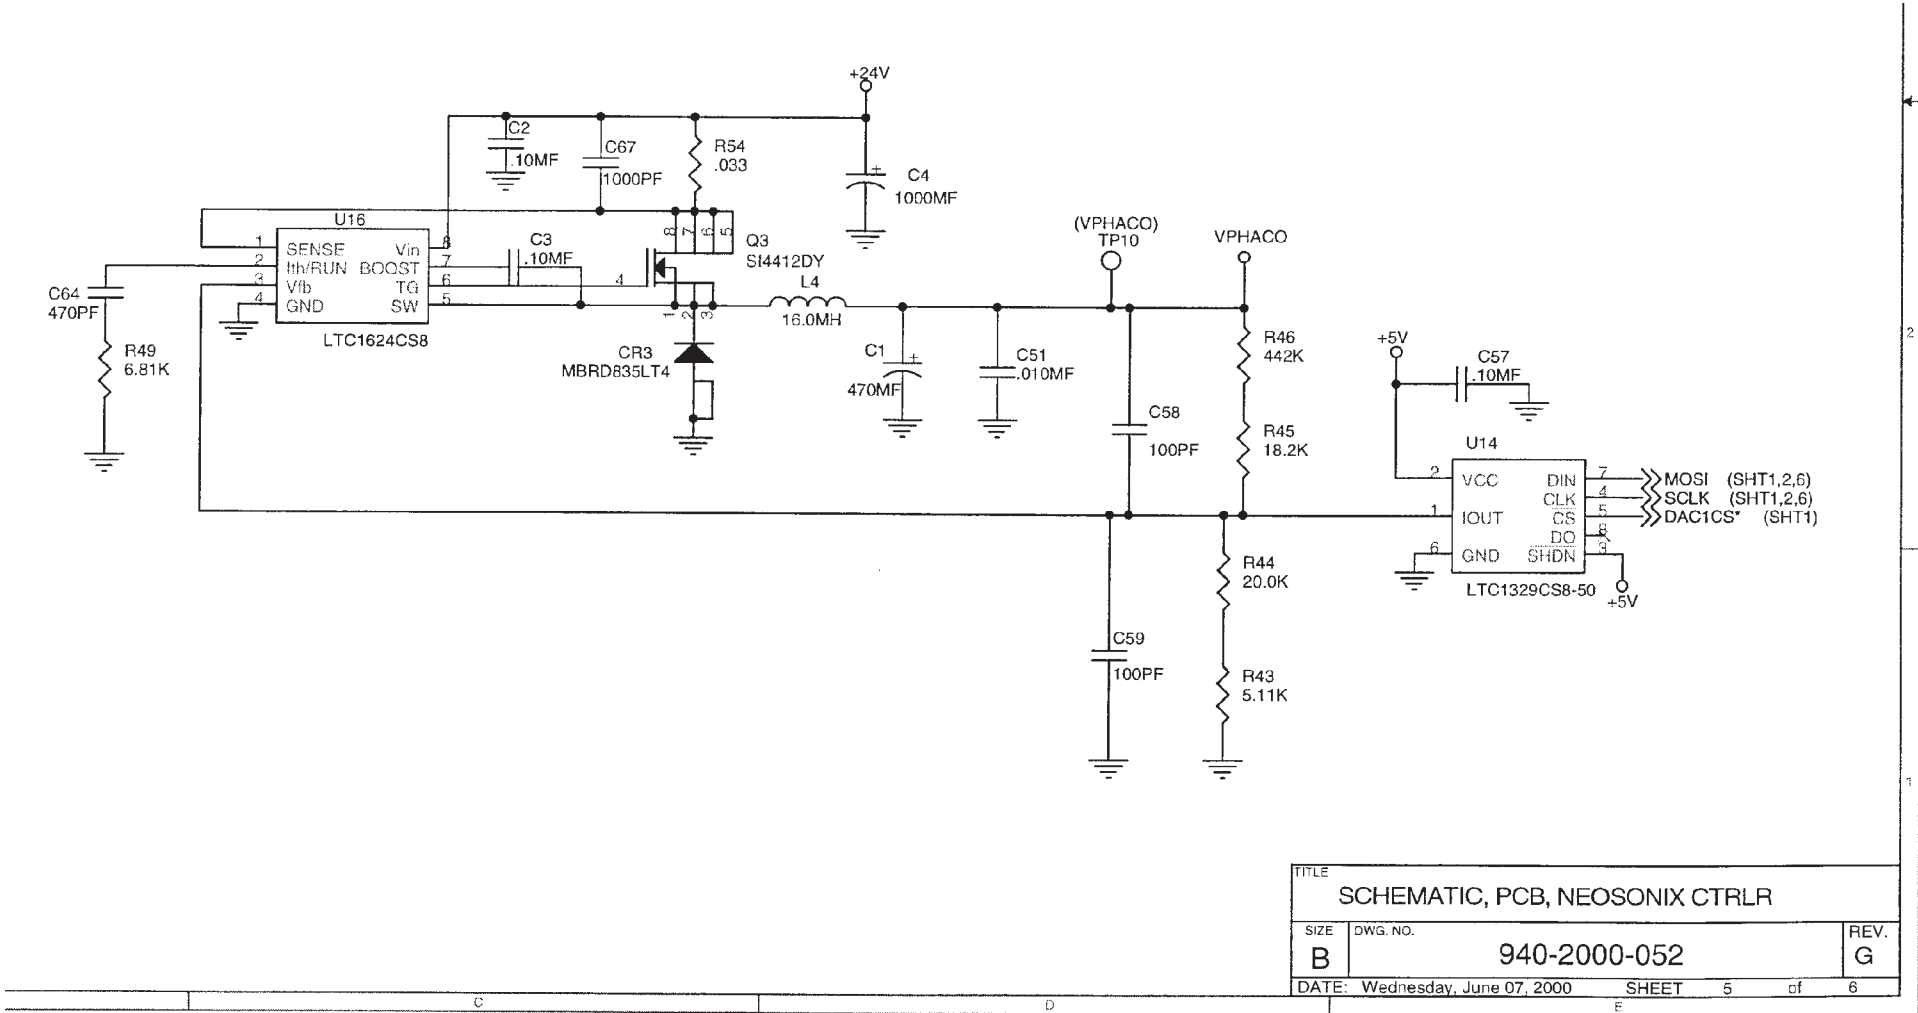 +24V
C2
.10MF
C67
1000PF
R54
.033
C4
1000MF
U16
1 SENSE Vin 8
2 Ith/RUN BOOST 7
3 Vfb TG 6
4 GND SW 5
LTC1624CS8
C3
.10MF
8 7 6 5
4
1 2 3
Q3
SI4412DY
L4
16.0MH
C64
470PF
R49
6.81K
CR3
MBRD835LT4
C1
470MF
C51
.010MF
(VPHACO)
TP10
VPHACO
C58
100PF
R46
442K
R45
18.2K
+5V
C57
.10MF
U14
2 VCC DIN 7 MOSI (SHT1,2,6)
CLK 4 SCLK (SHT1,2,6)
1 IOUT CS 5 DAC1CS* (SHT1)
DO 8
6 GND SHDN 3
LTC1329CS8-50
+5V
R44
20.0K
C59
100PF
R43
5.11K
2
1
TITLE
SCHEMATIC, PCB, NEOSONIX CTRLR
SIZE DWG. NO. REV.
B 940-2000-052 G
DATE: Wednesday, June 07, 2000 SHEET 5 of 6
C D E